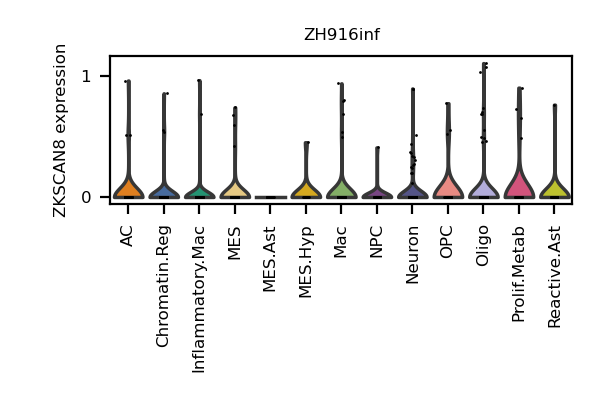 ZH916inf
ZKSCAN8 expression
1
0
AC
Chromatin.Reg
Inflammatory.Mac
MES
MES.Ast
MES.Hyp
Mac
NPC
Neuron
OPC
Oligo
Prolif.Metab
Reactive.Ast